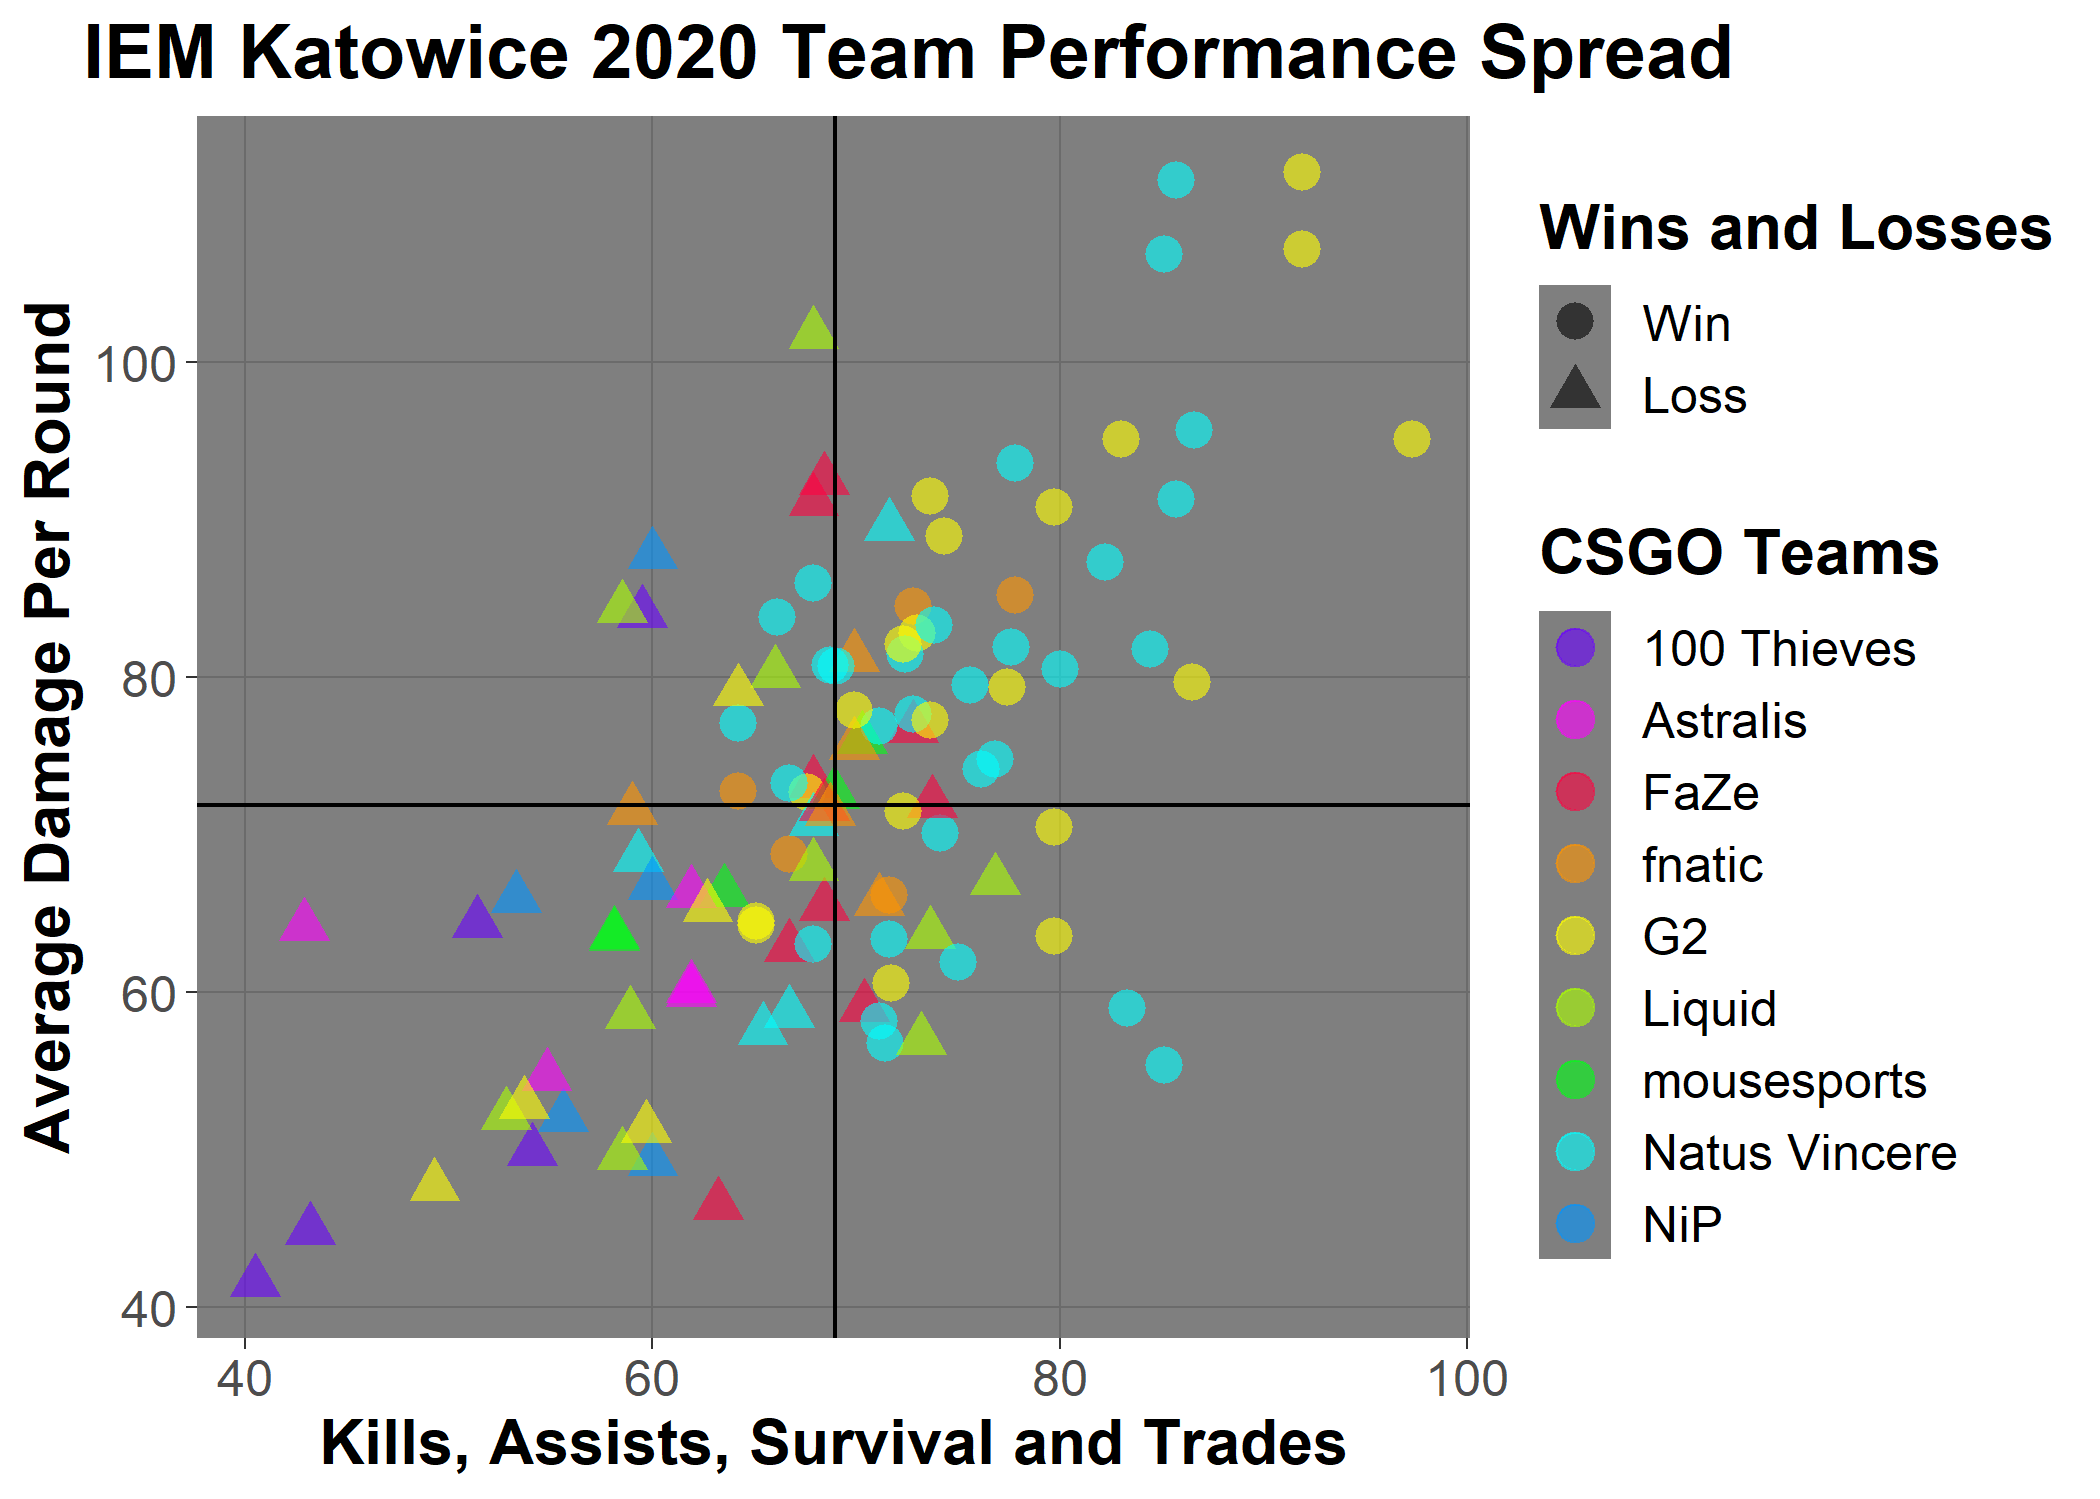 IEM Katowice 2020 Team Performance Spread
Average Damage Per Round
100
80
60
40
40 60 80 100
Kills, Assists, Survival and Trades
Wins and Losses
Win
Loss
CSGO Teams
100 Thieves
Astralis
FaZe
fnatic
G2
Liquid
mousesports
Natus Vincere
NiP